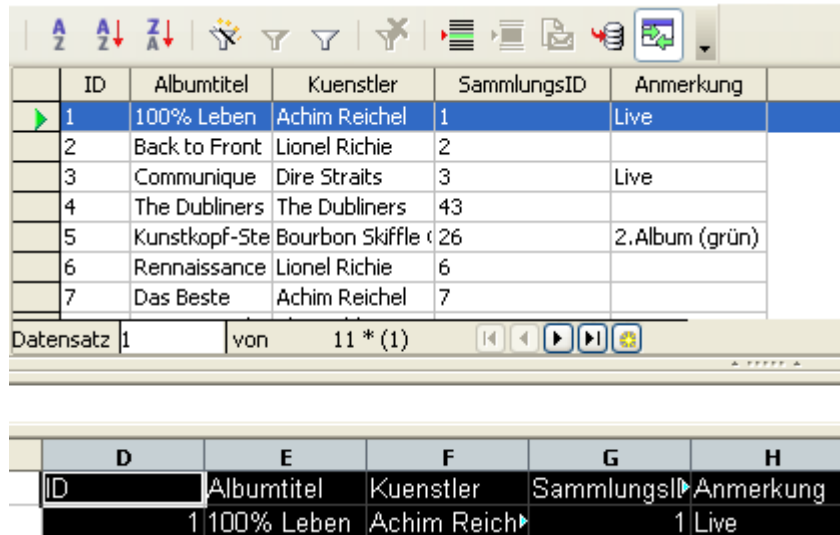 ID Albumtitel Kuenstler SammlungsID Anmerkung
1 100% Leben Achim Reichel 1 Live
2 Back to Front Lionel Richie 2
3 Communique Dire Straits 3 Live
4 The Dubliners The Dubliners 43
5 Kunstkopf-Ste Bourbon Skiffle 26 2.Album (grün)
6 Rennaissance Lionel Richie 6
7 Das Beste Achim Reichel 7
Datensatz 1 von 11 * (1)
D E F G H
ID Albumtitel Kuenstler SammlungsID Anmerkung
1 100% Leben Achim Reich 1 Live